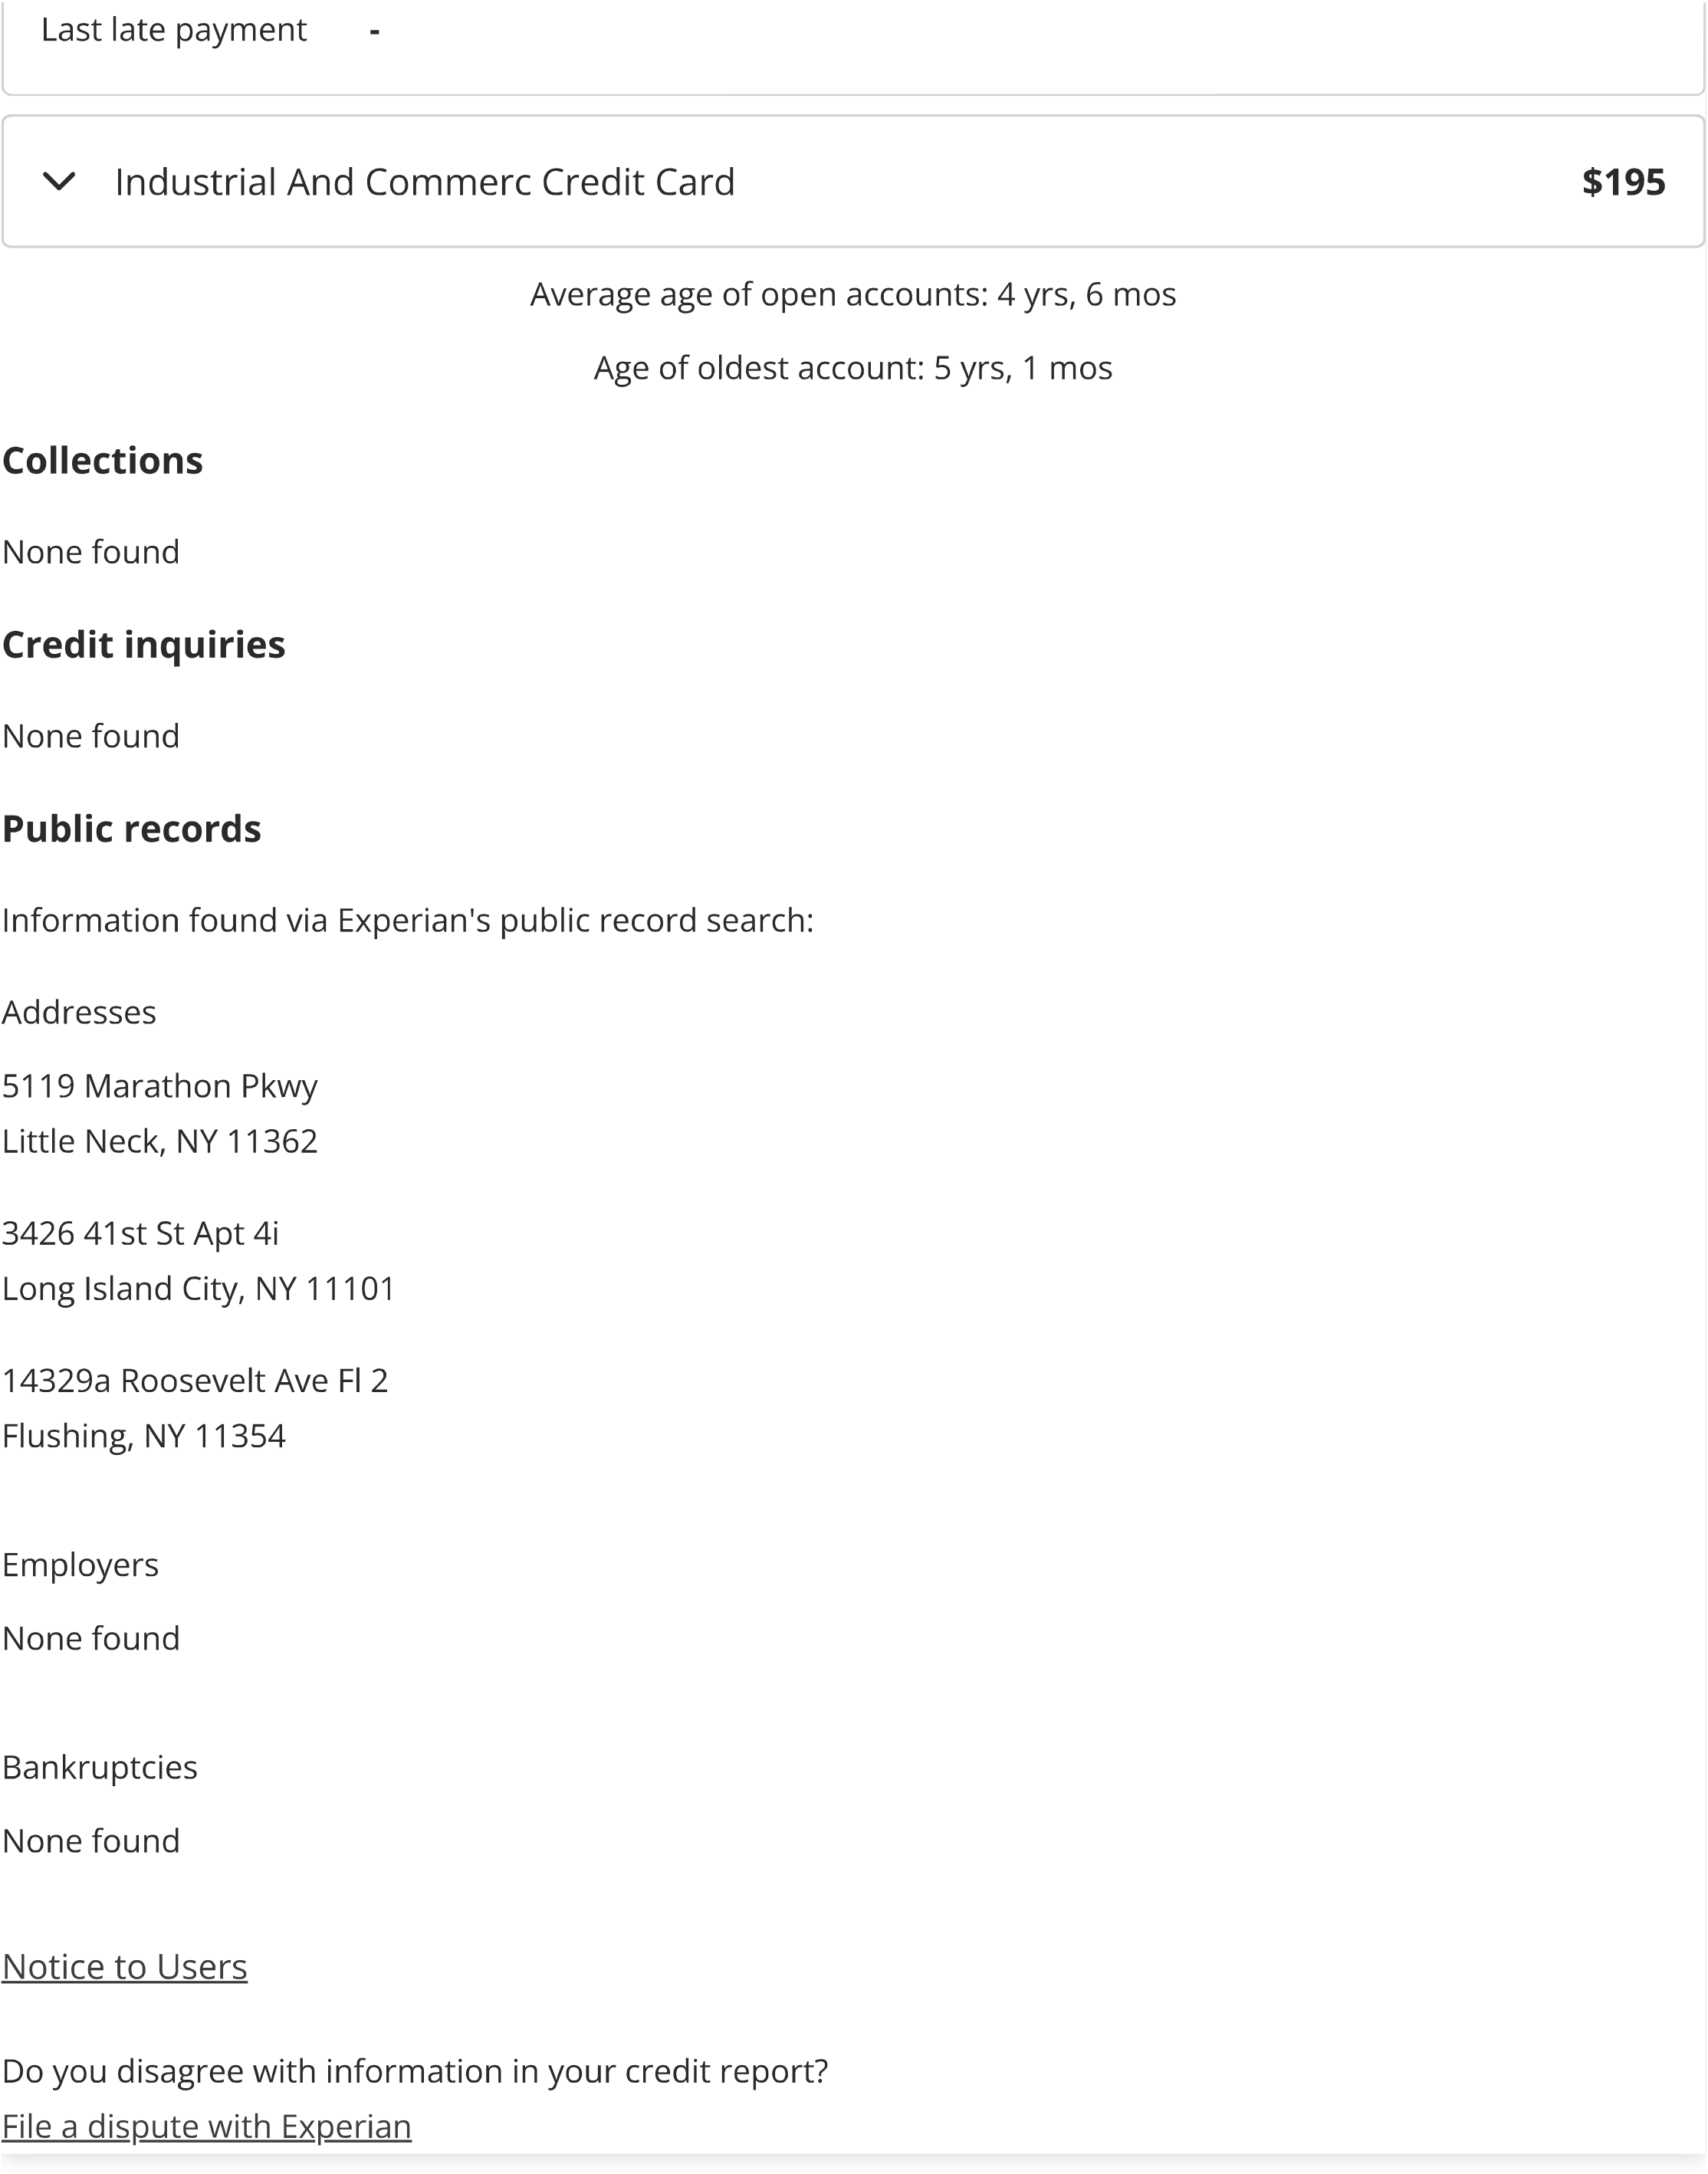 Last late payment -
Industrial And Commerc Credit Card $195
Average age of open accounts: 4 yrs, 6 mos
Age of oldest account: 5 yrs, 1 mos
Collections
None found
Credit inquiries
None found
Public records
Information found via Experian's public record search:
Addresses
5119 Marathon Pkwy
Little Neck, NY 11362
3426 41st St Apt 4i
Long Island City, NY 11101
14329a Roosevelt Ave Fl 2
Flushing, NY 11354
Employers
None found
Bankruptcies
None found
Notice to Users
Do you disagree with information in your credit report?
File a dispute with Experian